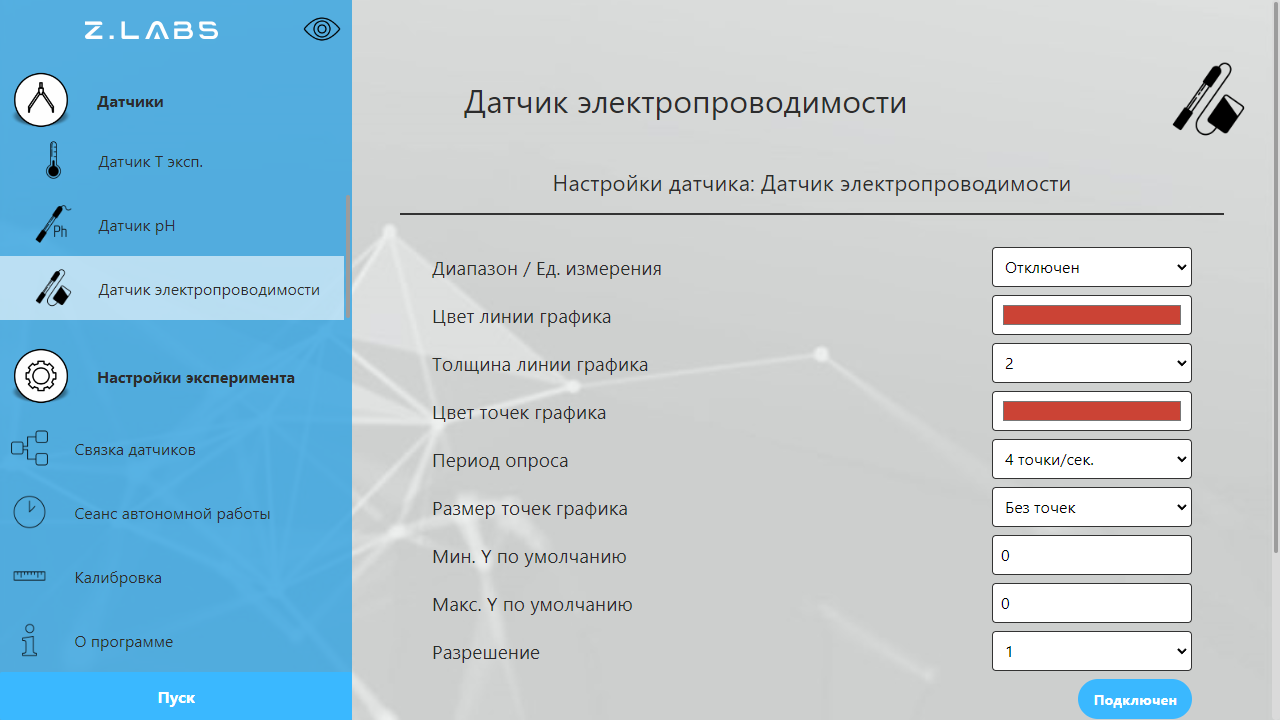 Z.LABS
Датчики
Датчик T эксп.
Ph
Датчик pH
Датчик электропроводимости
Настройки эксперимента
Связка датчиков
Сеанс автономной работы
Калибровка
О программе
Пуск
Датчик электропроводимости
Настройки датчика: Датчик электропроводимости
Диапазон / Ед. измерения Отключен
Цвет линии графика
Толщина линии графика 2
Цвет точек графика
Период опроса 4 точки/сек.
Размер точек графика Без точек
Мин. Y по умолчанию 0
Макс. Y по умолчанию 0
Разрешение 1
Подключен